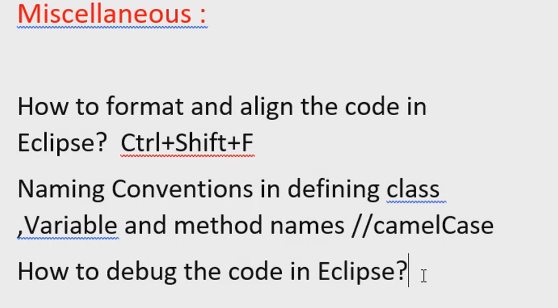 Miscellaneous :
How to format and align the code in
Eclipse?  Ctrl+Shift+F
Naming Conventions in defining class
,Variable and method names //camelCase
How to debug the code in Eclipse?